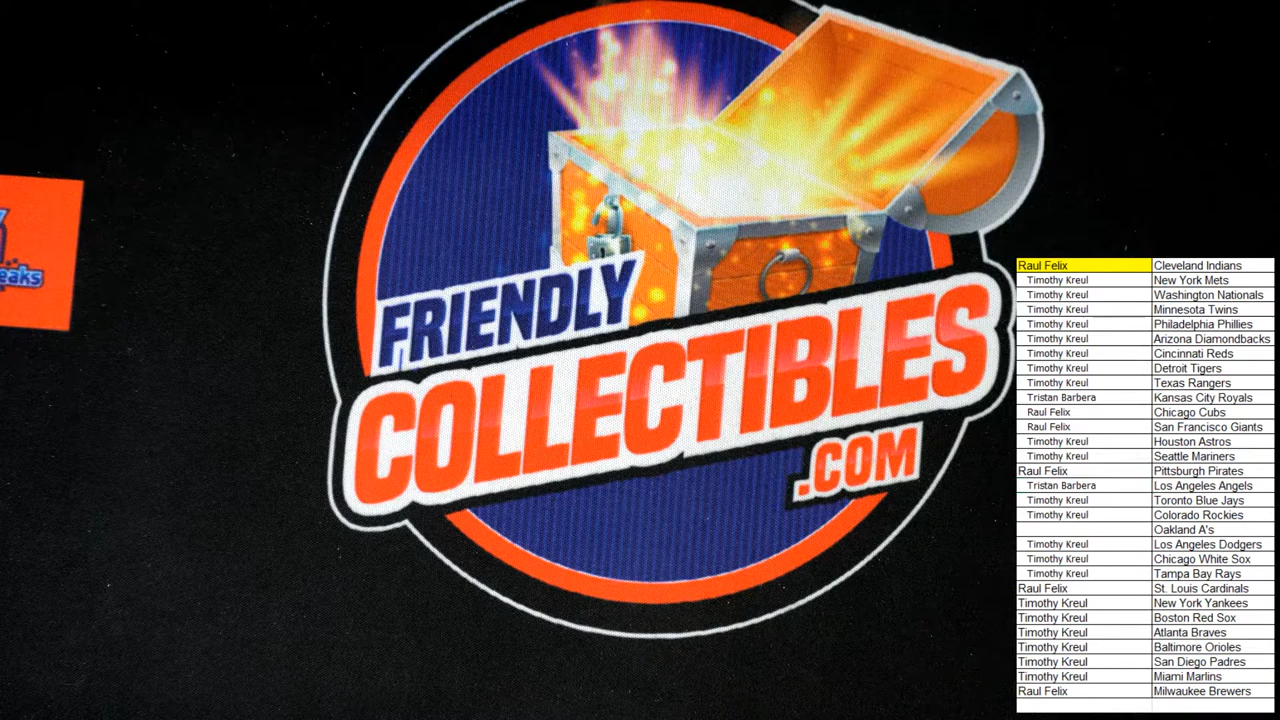 eaks
FRIENDLY
COLLECTIBLES
.COM
Raul Felix Cleveland Indians
Timothy Kreul New York Mets
Timothy Kreul Washington Nationals
Timothy Kreul Minnesota Twins
Timothy Kreul Philadelphia Phillies
Timothy Kreul Arizona Diamondbacks
Timothy Kreul Cincinnati Reds
Timothy Kreul Detroit Tigers
Timothy Kreul Texas Rangers
Tristan Barbera Kansas City Royals
Raul Felix Chicago Cubs
Raul Felix San Francisco Giants
Timothy Kreul Houston Astros
Timothy Kreul Seattle Mariners
Raul Felix Pittsburgh Pirates
Tristan Barbera Los Angeles Angels
Timothy Kreul Toronto Blue Jays
Timothy Kreul Colorado Rockies
Oakland A's
Timothy Kreul Los Angeles Dodgers
Timothy Kreul Chicago White Sox
Timothy Kreul Tampa Bay Rays
Raul Felix St. Louis Cardinals
Timothy Kreul New York Yankees
Timothy Kreul Boston Red Sox
Timothy Kreul Atlanta Braves
Timothy Kreul Baltimore Orioles
Timothy Kreul San Diego Padres
Timothy Kreul Miami Marlins
Raul Felix Milwaukee Brewers